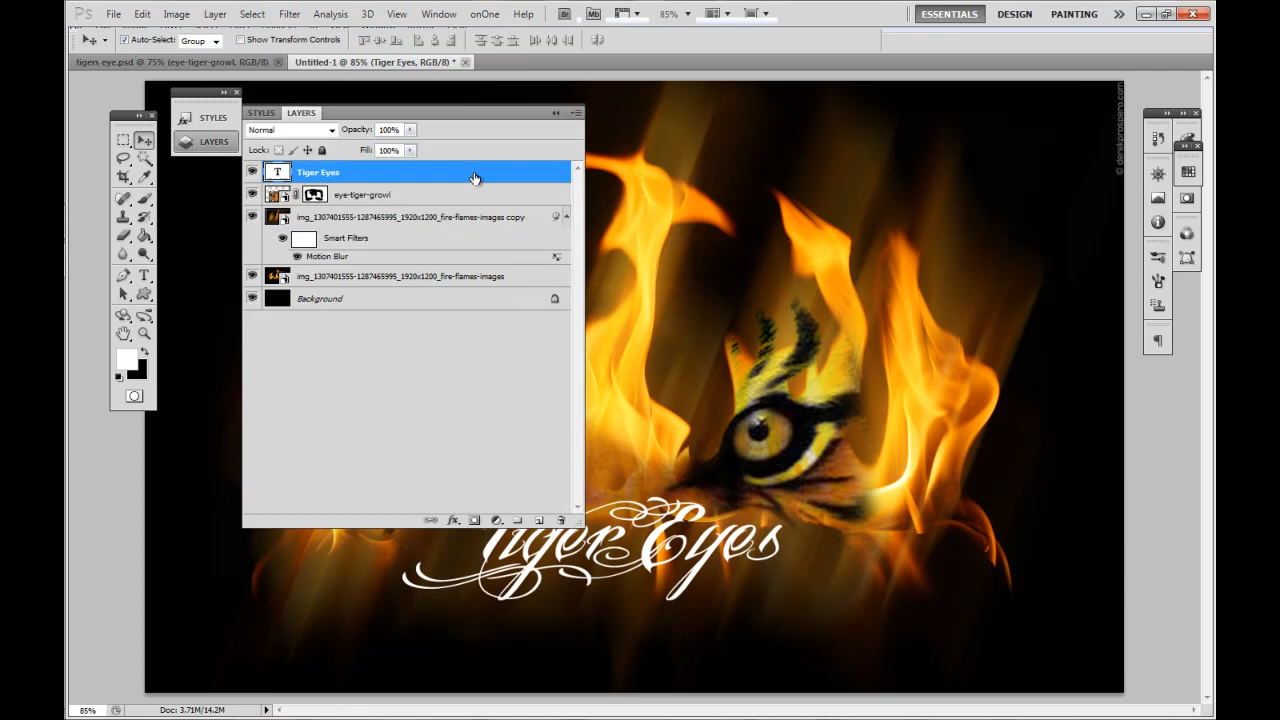 Ps File Edit Image Layer Select Filter Analysis 3D View Window onOne Help Br Mb 85% ESSENTIALS DESIGN PAINTING
Auto-Select: Group Show Transform Controls
tigers eye.psd @ 75% (eye-tiger-growl, RGB/8) Untitled-1 @ 85% (Tiger Eyes, RGB/8) *
STYLES
LAYERS
STYLES LAYERS
Normal Opacity: 100%
Lock: Fill: 100%
T Tiger Eyes
eye-tiger-growl
img_1307401555-1287465995_1920x1200_fire-flames-images copy
Smart Filters
Motion Blur
img_1307401555-1287465995_1920x1200_fire-flames-images
Background
© derekprospero.com
Tiger Eyes
85% Doc: 3.71M/14.2M